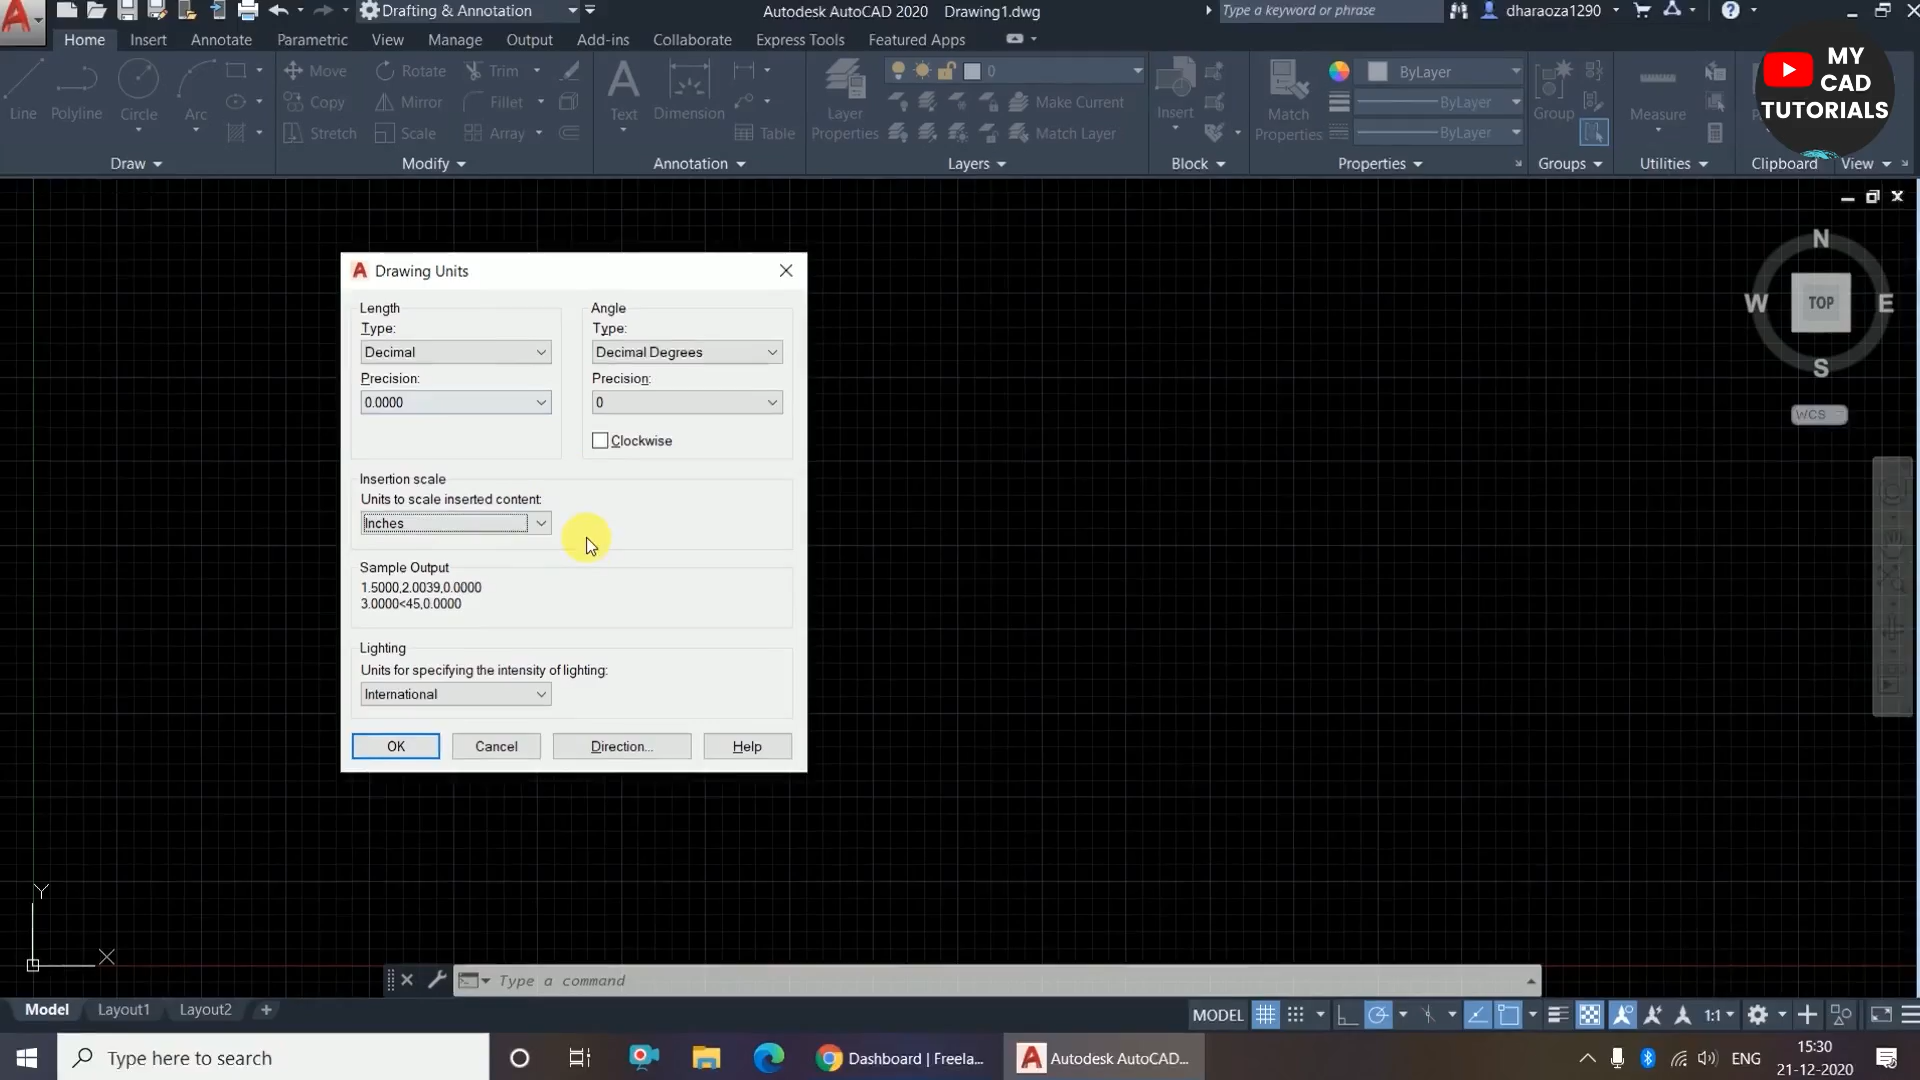 Drafting & Annotation
Autodesk AutoCAD 2020 Drawing1.dwg
Type a keyword or phrase
dharaoza1290
Home Insert Annotate Parametric View Manage Output Add-ins Collaborate Express Tools Featured Apps
MY
CAD
TUTORIALS
Line Polyline Circle Arc
Move Rotate Trim
Copy Mirror Fillet
Stretch Scale Array
Text Dimension
Table
Layer
Properties
0
Make Current
Match Layer
Insert
Match
Properties
ByLayer
ByLayer
ByLayer
Group
Measure
Draw Modify Annotation Layers Block Properties Groups Utilities Clipboard View
Drawing Units
Length
Type:
Decimal
Precision:
0.0000
Angle
Type:
Decimal Degrees
Precision:
0
Clockwise
Insertion scale
Units to scale inserted content:
Inches
Sample Output
1.5000,2.0039,0.0000
3.0000<45,0.0000
Lighting
Units for specifying the intensity of lighting:
International
OK Cancel Direction... Help
N
W TOP E
S
WCS
Y
X
Type a command
Model Layout1 Layout2 +
MODEL 1:1
Type here to search
Dashboard | Freela...
Autodesk AutoCAD...
ENG
15:30
21-12-2020